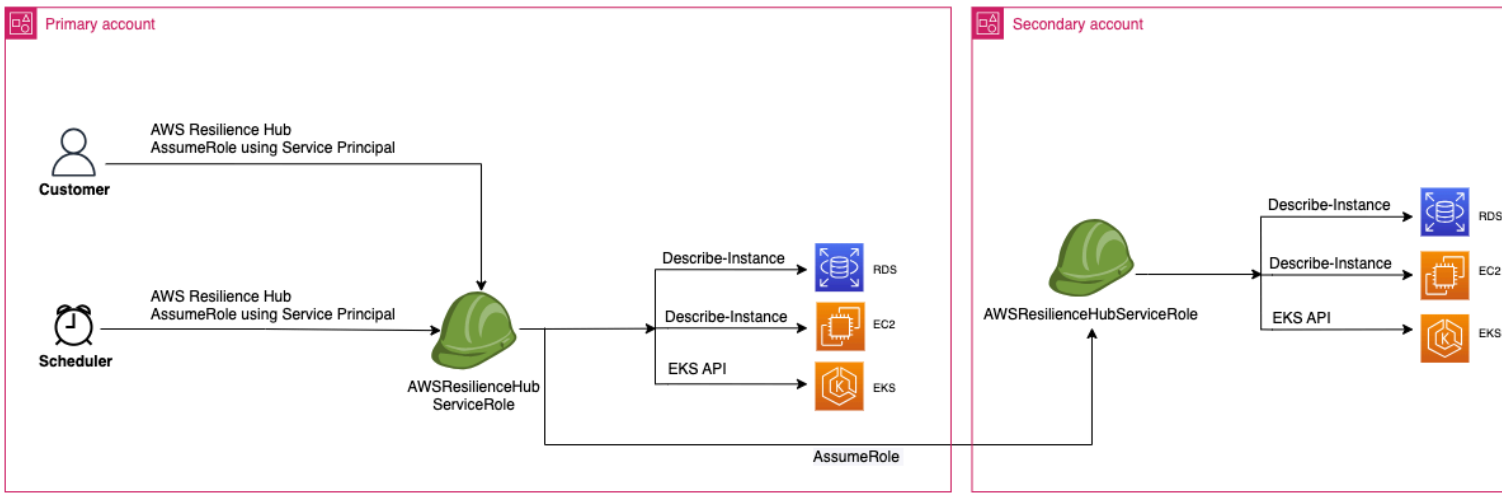 Primary account
AWS Resilience Hub
AssumeRole using Service Principal
Customer
AWS Resilience Hub
AssumeRole using Service Principal
Scheduler
AWSResilienceHub
ServiceRole
Describe-Instance
RDS
Describe-Instance
EC2
EKS API
EKS
AssumeRole
Secondary account
AWSResilienceHubServiceRole
Describe-Instance
RDS
Describe-Instance
EC2
EKS API
EKS